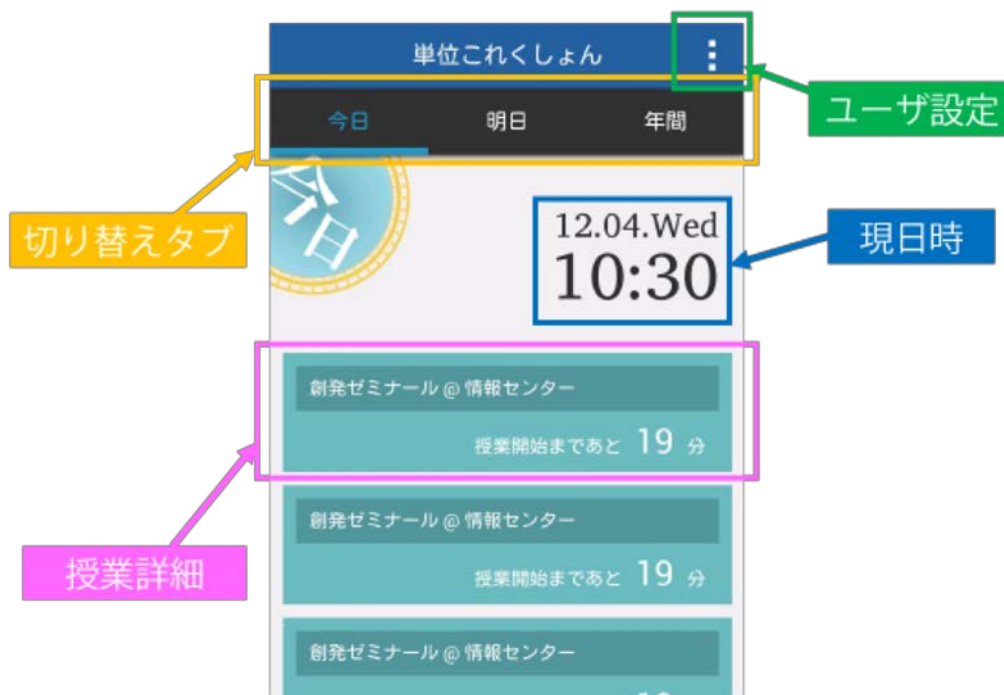 単位これくしょん
ユーザ設定
今日
明日
年間
今日
切り替えタブ
12.04.Wed
10:30
現日時
創発ゼミナール@情報センター
授業開始まであと 19 分
創発ゼミナール@情報センター
授業開始まであと 19 分
授業詳細
創発ゼミナール@情報センター